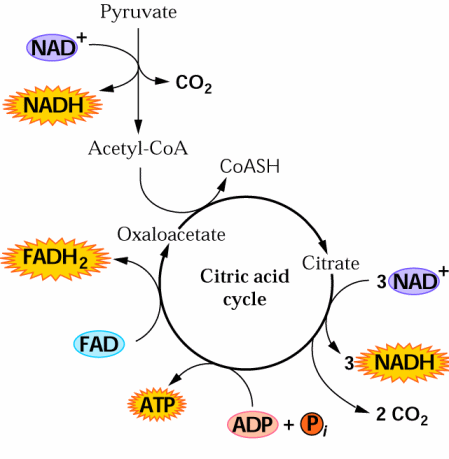 Pyruvate
NAD+
NADH
CO2
Acetyl-CoA
CoASH
Oxaloacetate
FADH2
Citrate
Citric acid
cycle
3 NAD+
FAD
3 NADH
ATP
2 CO2
ADP + Pi